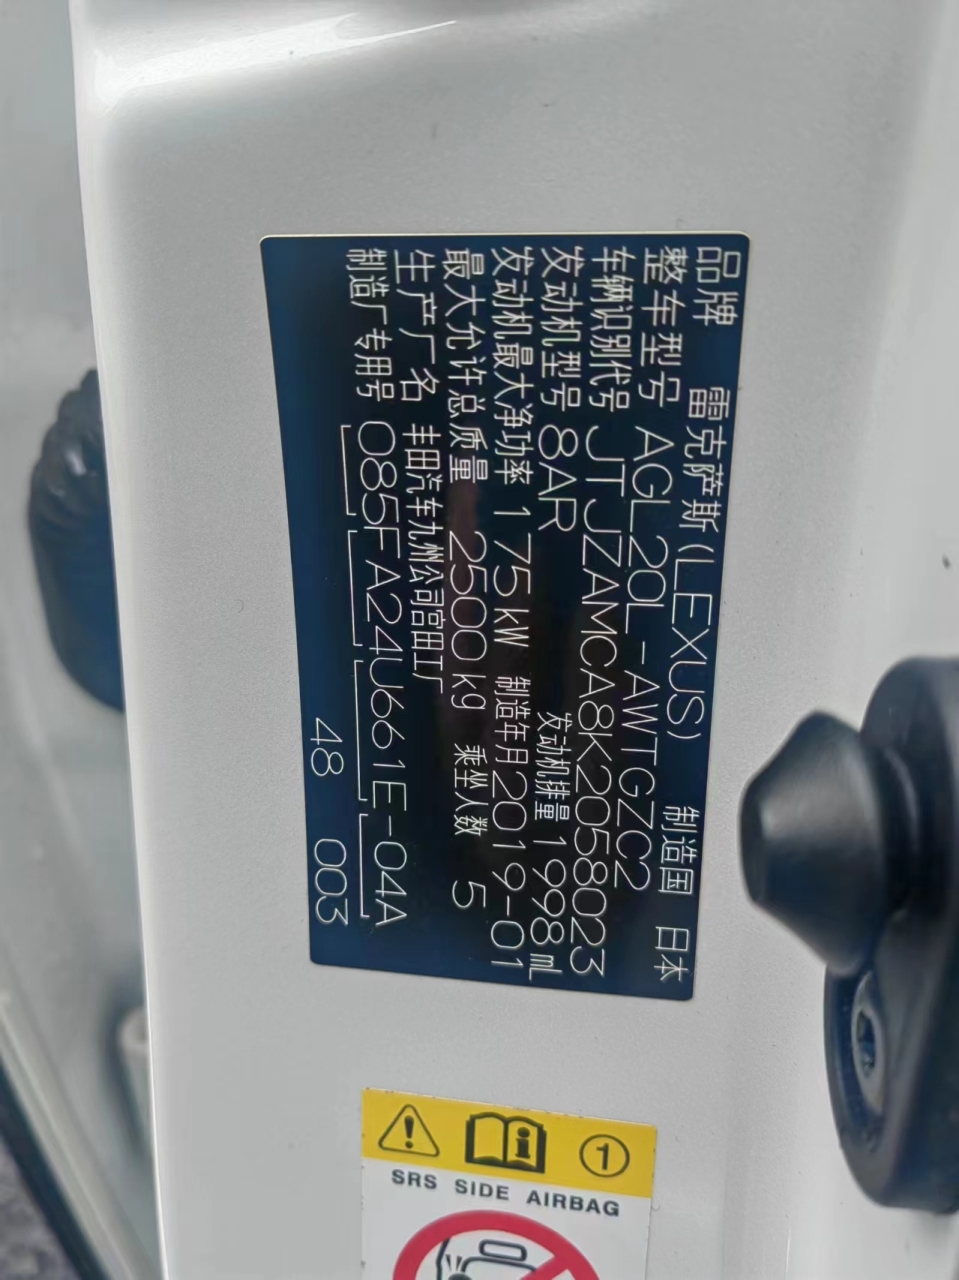 品牌 雷克萨斯(LEXUS) 制造国 日本
整车型号 AGL20L-AWTGZC2
车辆识别代号 JTJZAMCA8K2058023
发动机型号 8AR 发动机排量 1998mL
发动机最大净功率 175kW 制造年月 2019-01
最大允许总质量 2500kg 乘坐人数 5
生产厂名 丰田汽车九州公司宫田工厂
制造厂专用号 085FA24U661E-04A
48 003
1
SRS SIDE AIRBAG